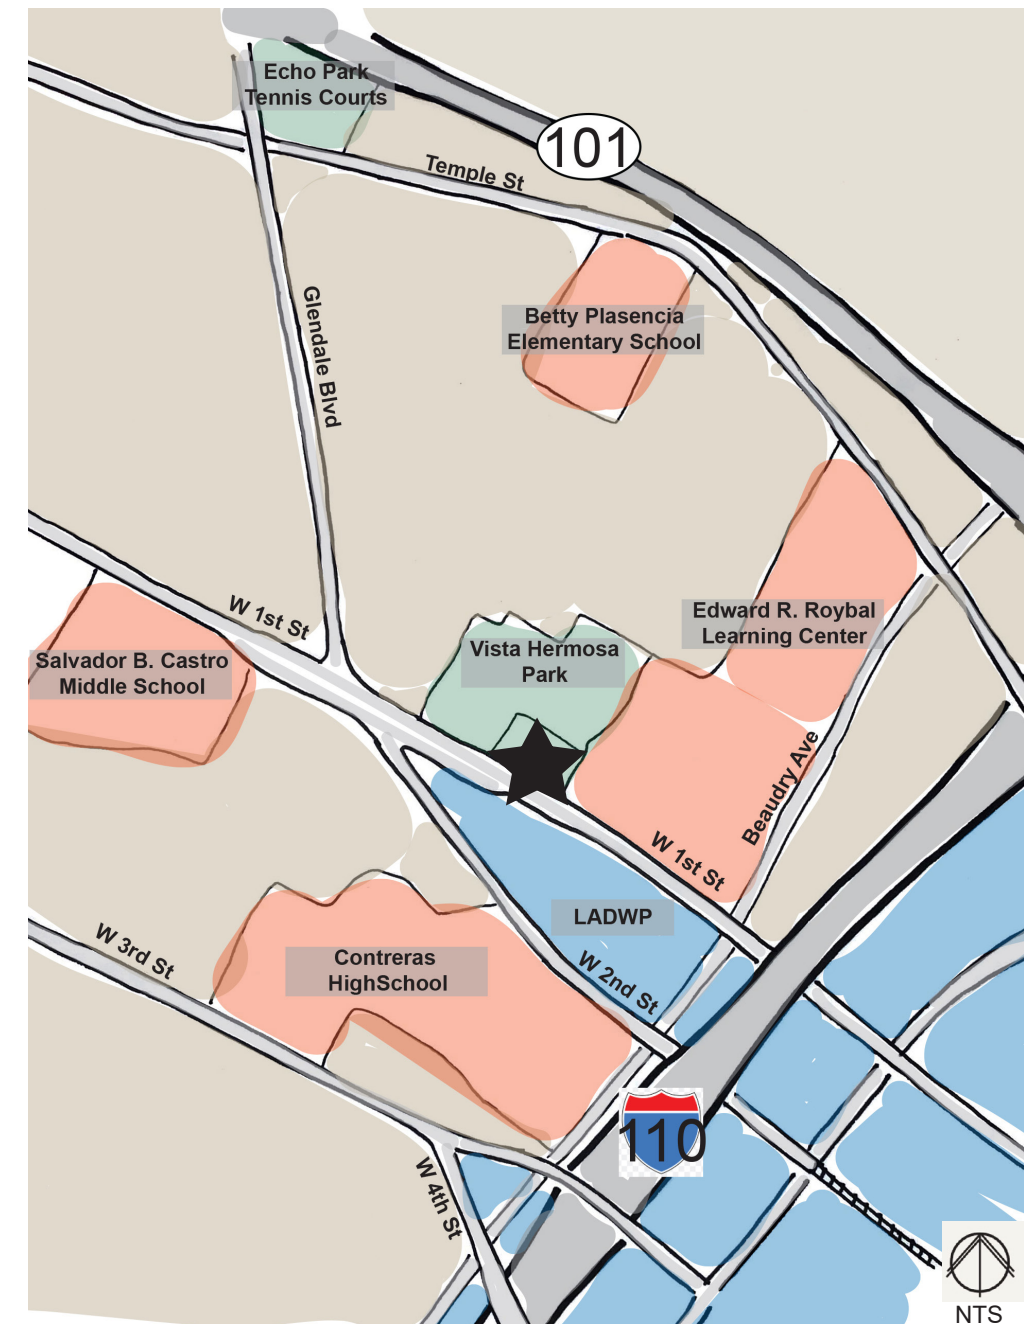 Echo Park
Tennis Courts
101
Temple St
Betty Plasencia
Elementary School
Glendale Blvd
W 1st St
Edward R. Roybal
Learning Center
Vista Hermosa
Park
Salvador B. Castro
Middle School
Beaudry Ave
W 1st St
LADWP
W 3rd St
Contreras
HighSchool
W 2nd St
110
W 4th St
NTS